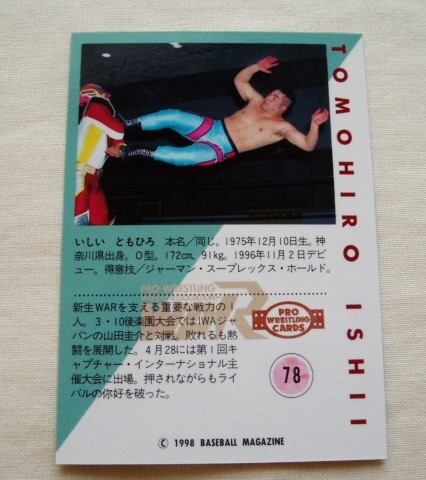 TOMOHIRO ISHII
いしい ともひろ 本名／同じ。1975年12月10日生。神
奈川県出身。O型。172cm、91kg。1996年11月2日デビ
ュー。得意技／ジャーマン・スープレックス・ホールド。
PRO-WRESTLING
新生WARを支える重要な戦力の1
人。3・10後楽園大会ではIWAジャ
パンの山田圭介と対戦。敗れるも熱
闘を展開した。4月28には第1回キ
ャプチャー・インターナショナル主
催大会に出場。押されながらもライ
バルの你好を破った。
PRO
WRESTLING
CARDS
78
© 1998 BASEBALL MAGAZINE